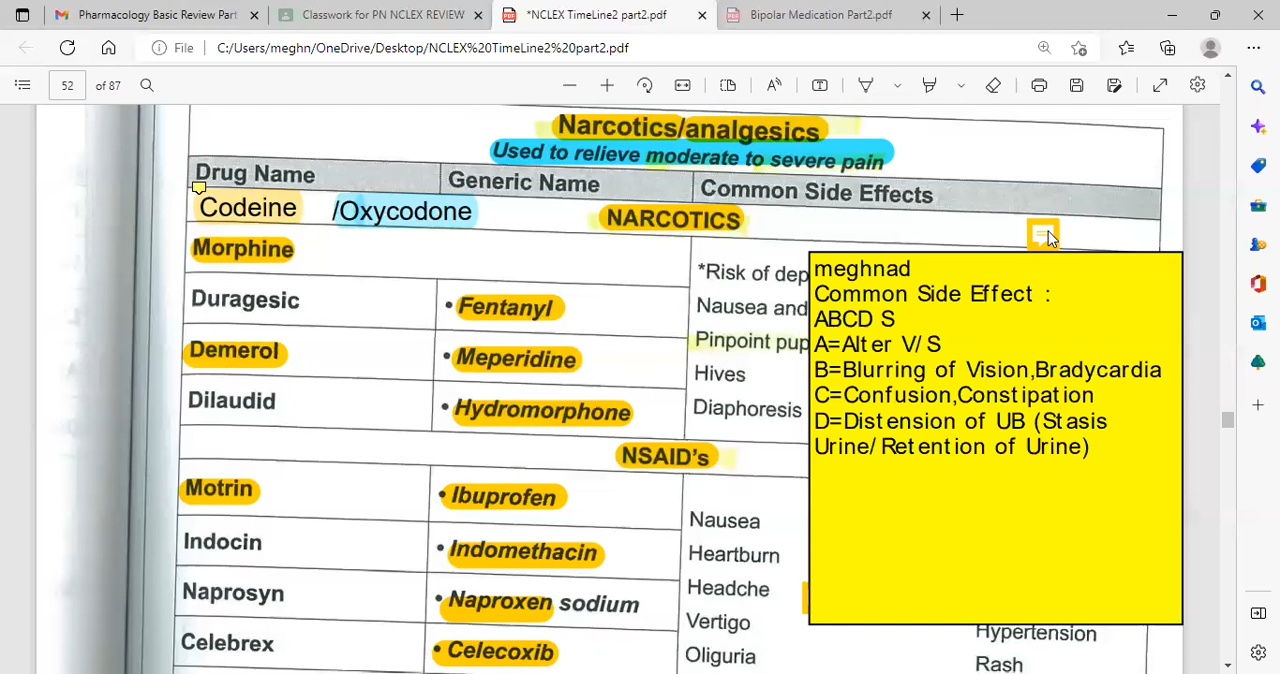 Pharmacology Basic Review Part
Classwork for PN NCLEX REVIEW
*NCLEX TimeLine2 part2.pdf
Bipolar Medication Part2.pdf
File
C:/Users/meghn/OneDrive/Desktop/NCLEX%20TimeLine2%20part2.pdf
52 of 87
Narcotics/analgesics
Used to relieve moderate to severe pain
Drug Name Generic Name Common Side Effects
Codeine /Oxycodone NARCOTICS
Morphine
*Risk of dep
Duragesic • Fentanyl Nausea and
Demerol • Meperidine Pinpoint pup
Hives
Dilaudid • Hydromorphone Diaphoresis
meghnad
Common Side Effect :
ABCD S
A=Alter V/S
B=Blurring of Vision,Bradycardia
C=Confusion,Constipation
D=Distension of UB (Stasis
Urine/Retention of Urine)
NSAID's
Motrin • Ibuprofen Nausea
Indocin • Indomethacin Heartburn
Naprosyn • Naproxen sodium Headche
Vertigo
Hypertension
Celebrex • Celecoxib Oliguria
Rash